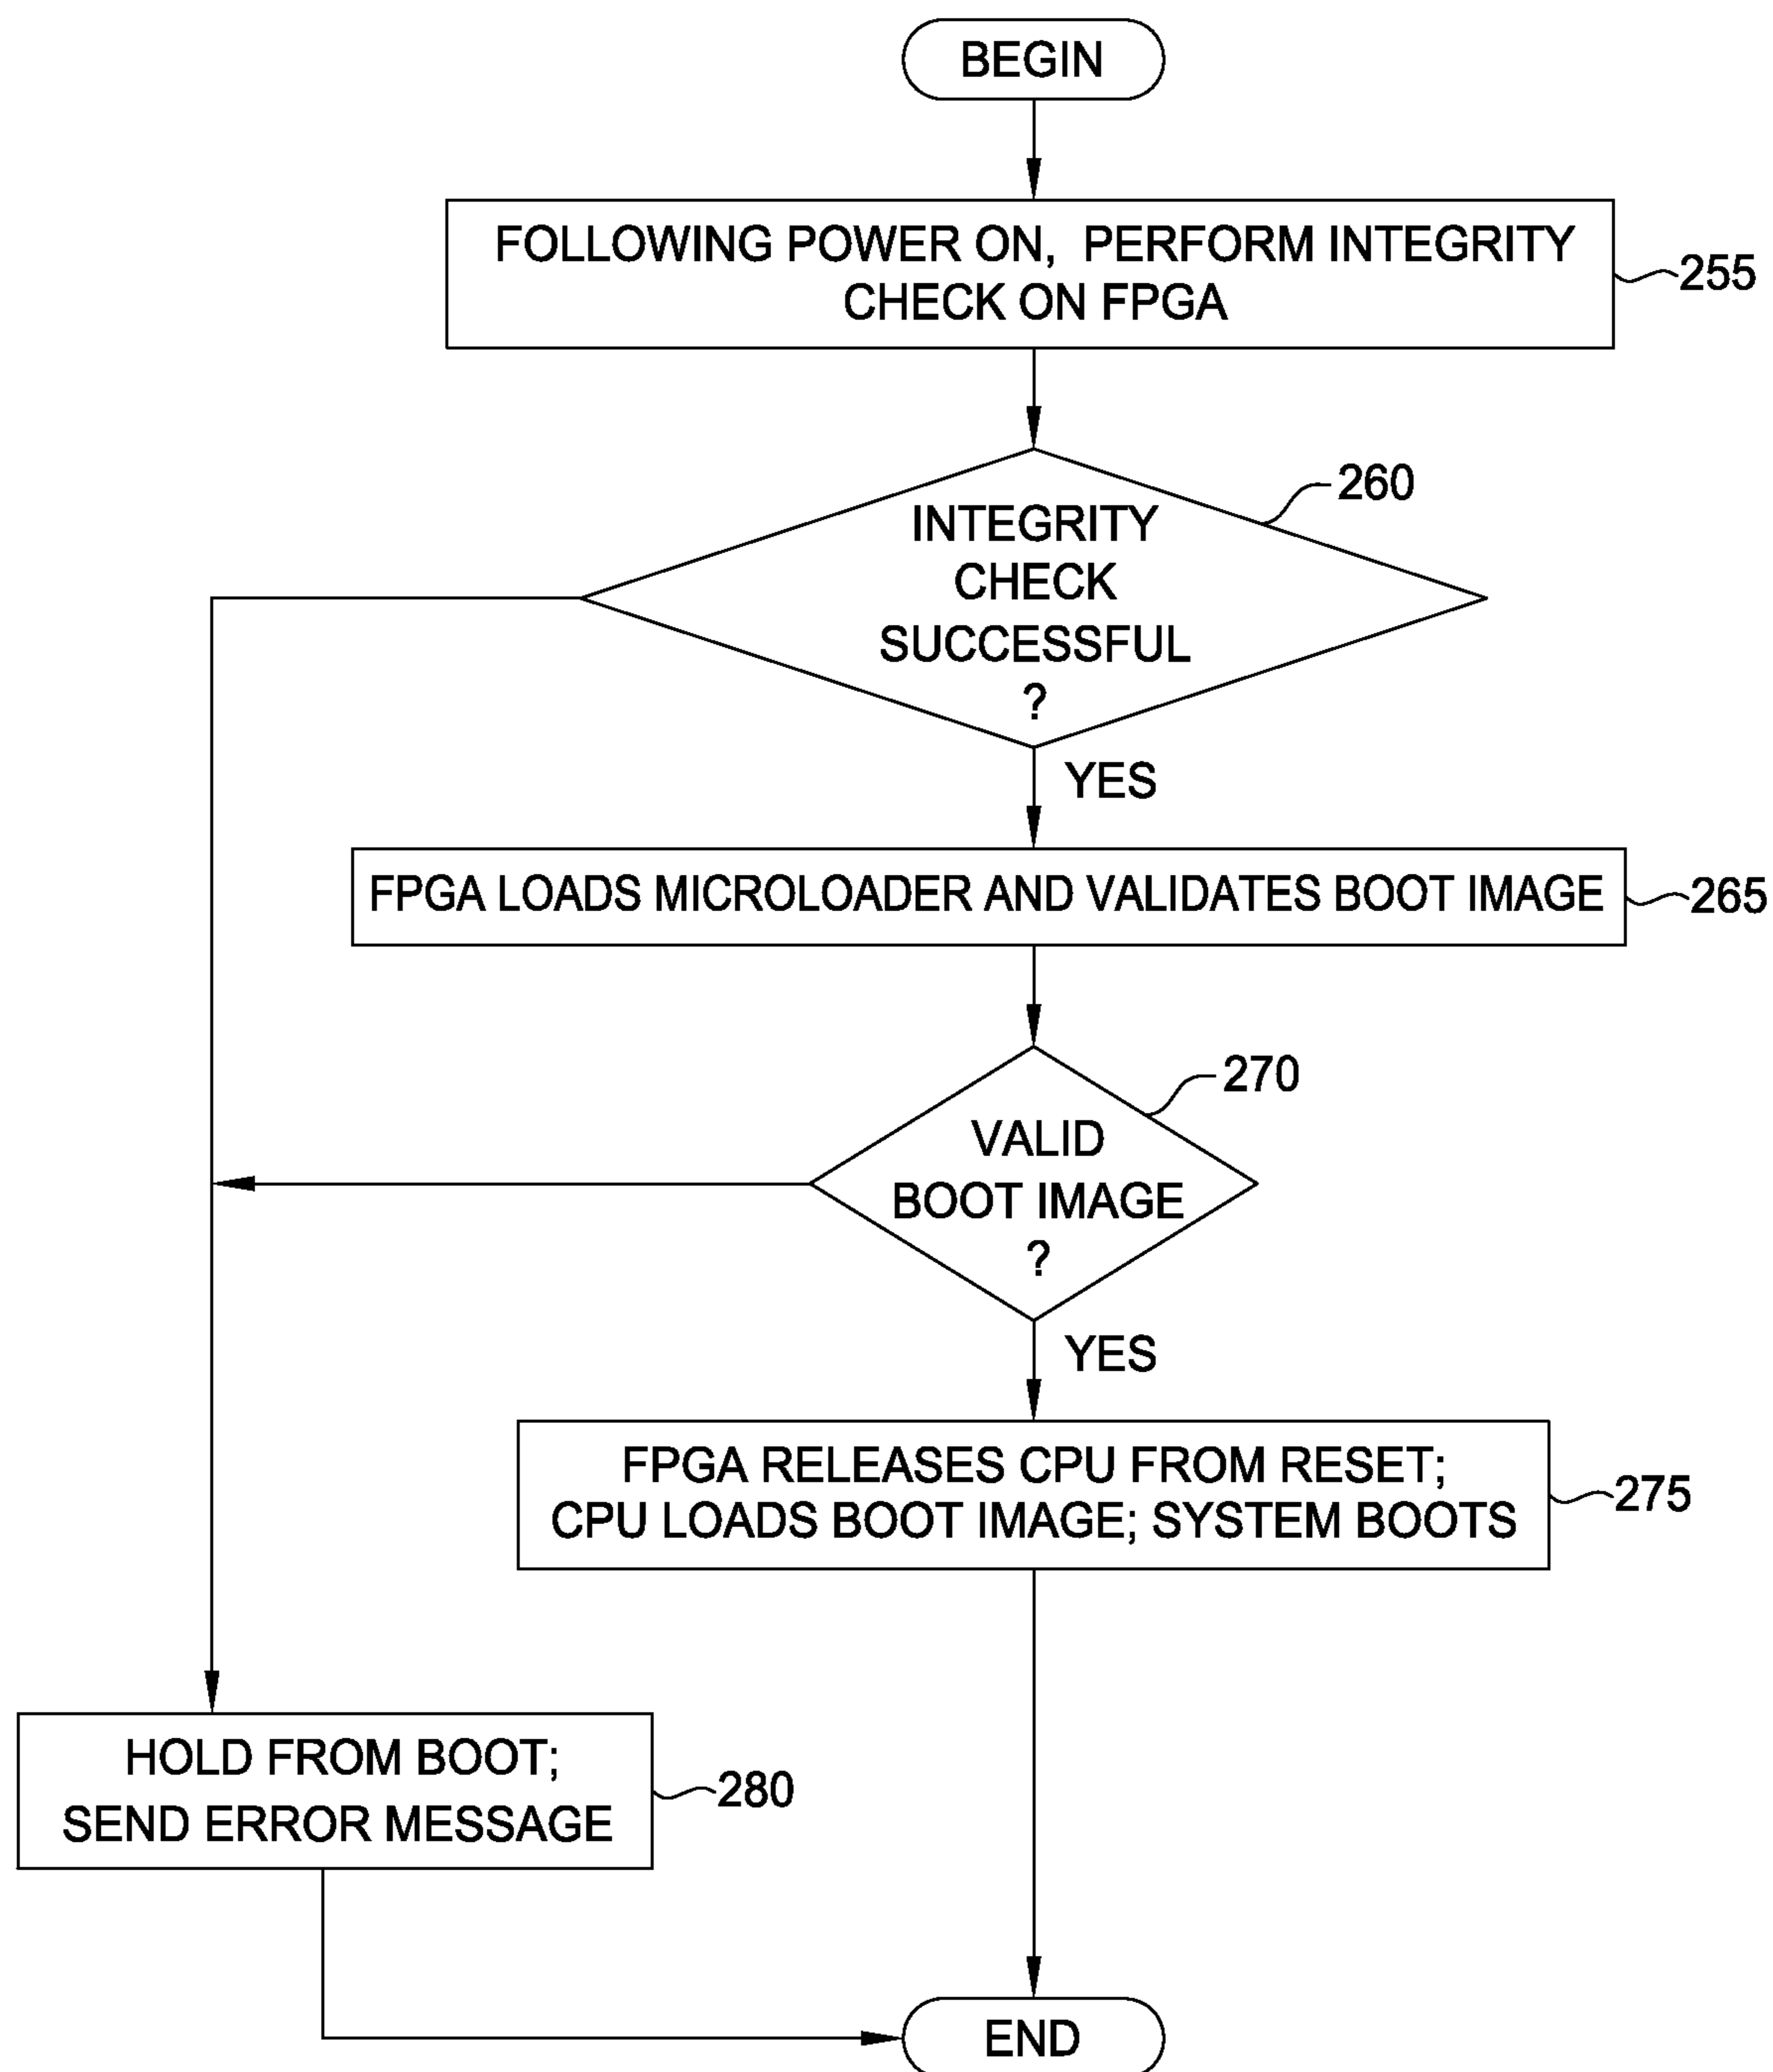 BEGIN
FOLLOWING POWER ON, PERFORM INTEGRITY
CHECK ON FPGA
255
260
INTEGRITY
CHECK
SUCCESSFUL
?
YES
FPGA LOADS MICROLOADER AND VALIDATES BOOT IMAGE
265
270
VALID
BOOT IMAGE
?
YES
FPGA RELEASES CPU FROM RESET;
CPU LOADS BOOT IMAGE; SYSTEM BOOTS
275
HOLD FROM BOOT;
SEND ERROR MESSAGE
280
END